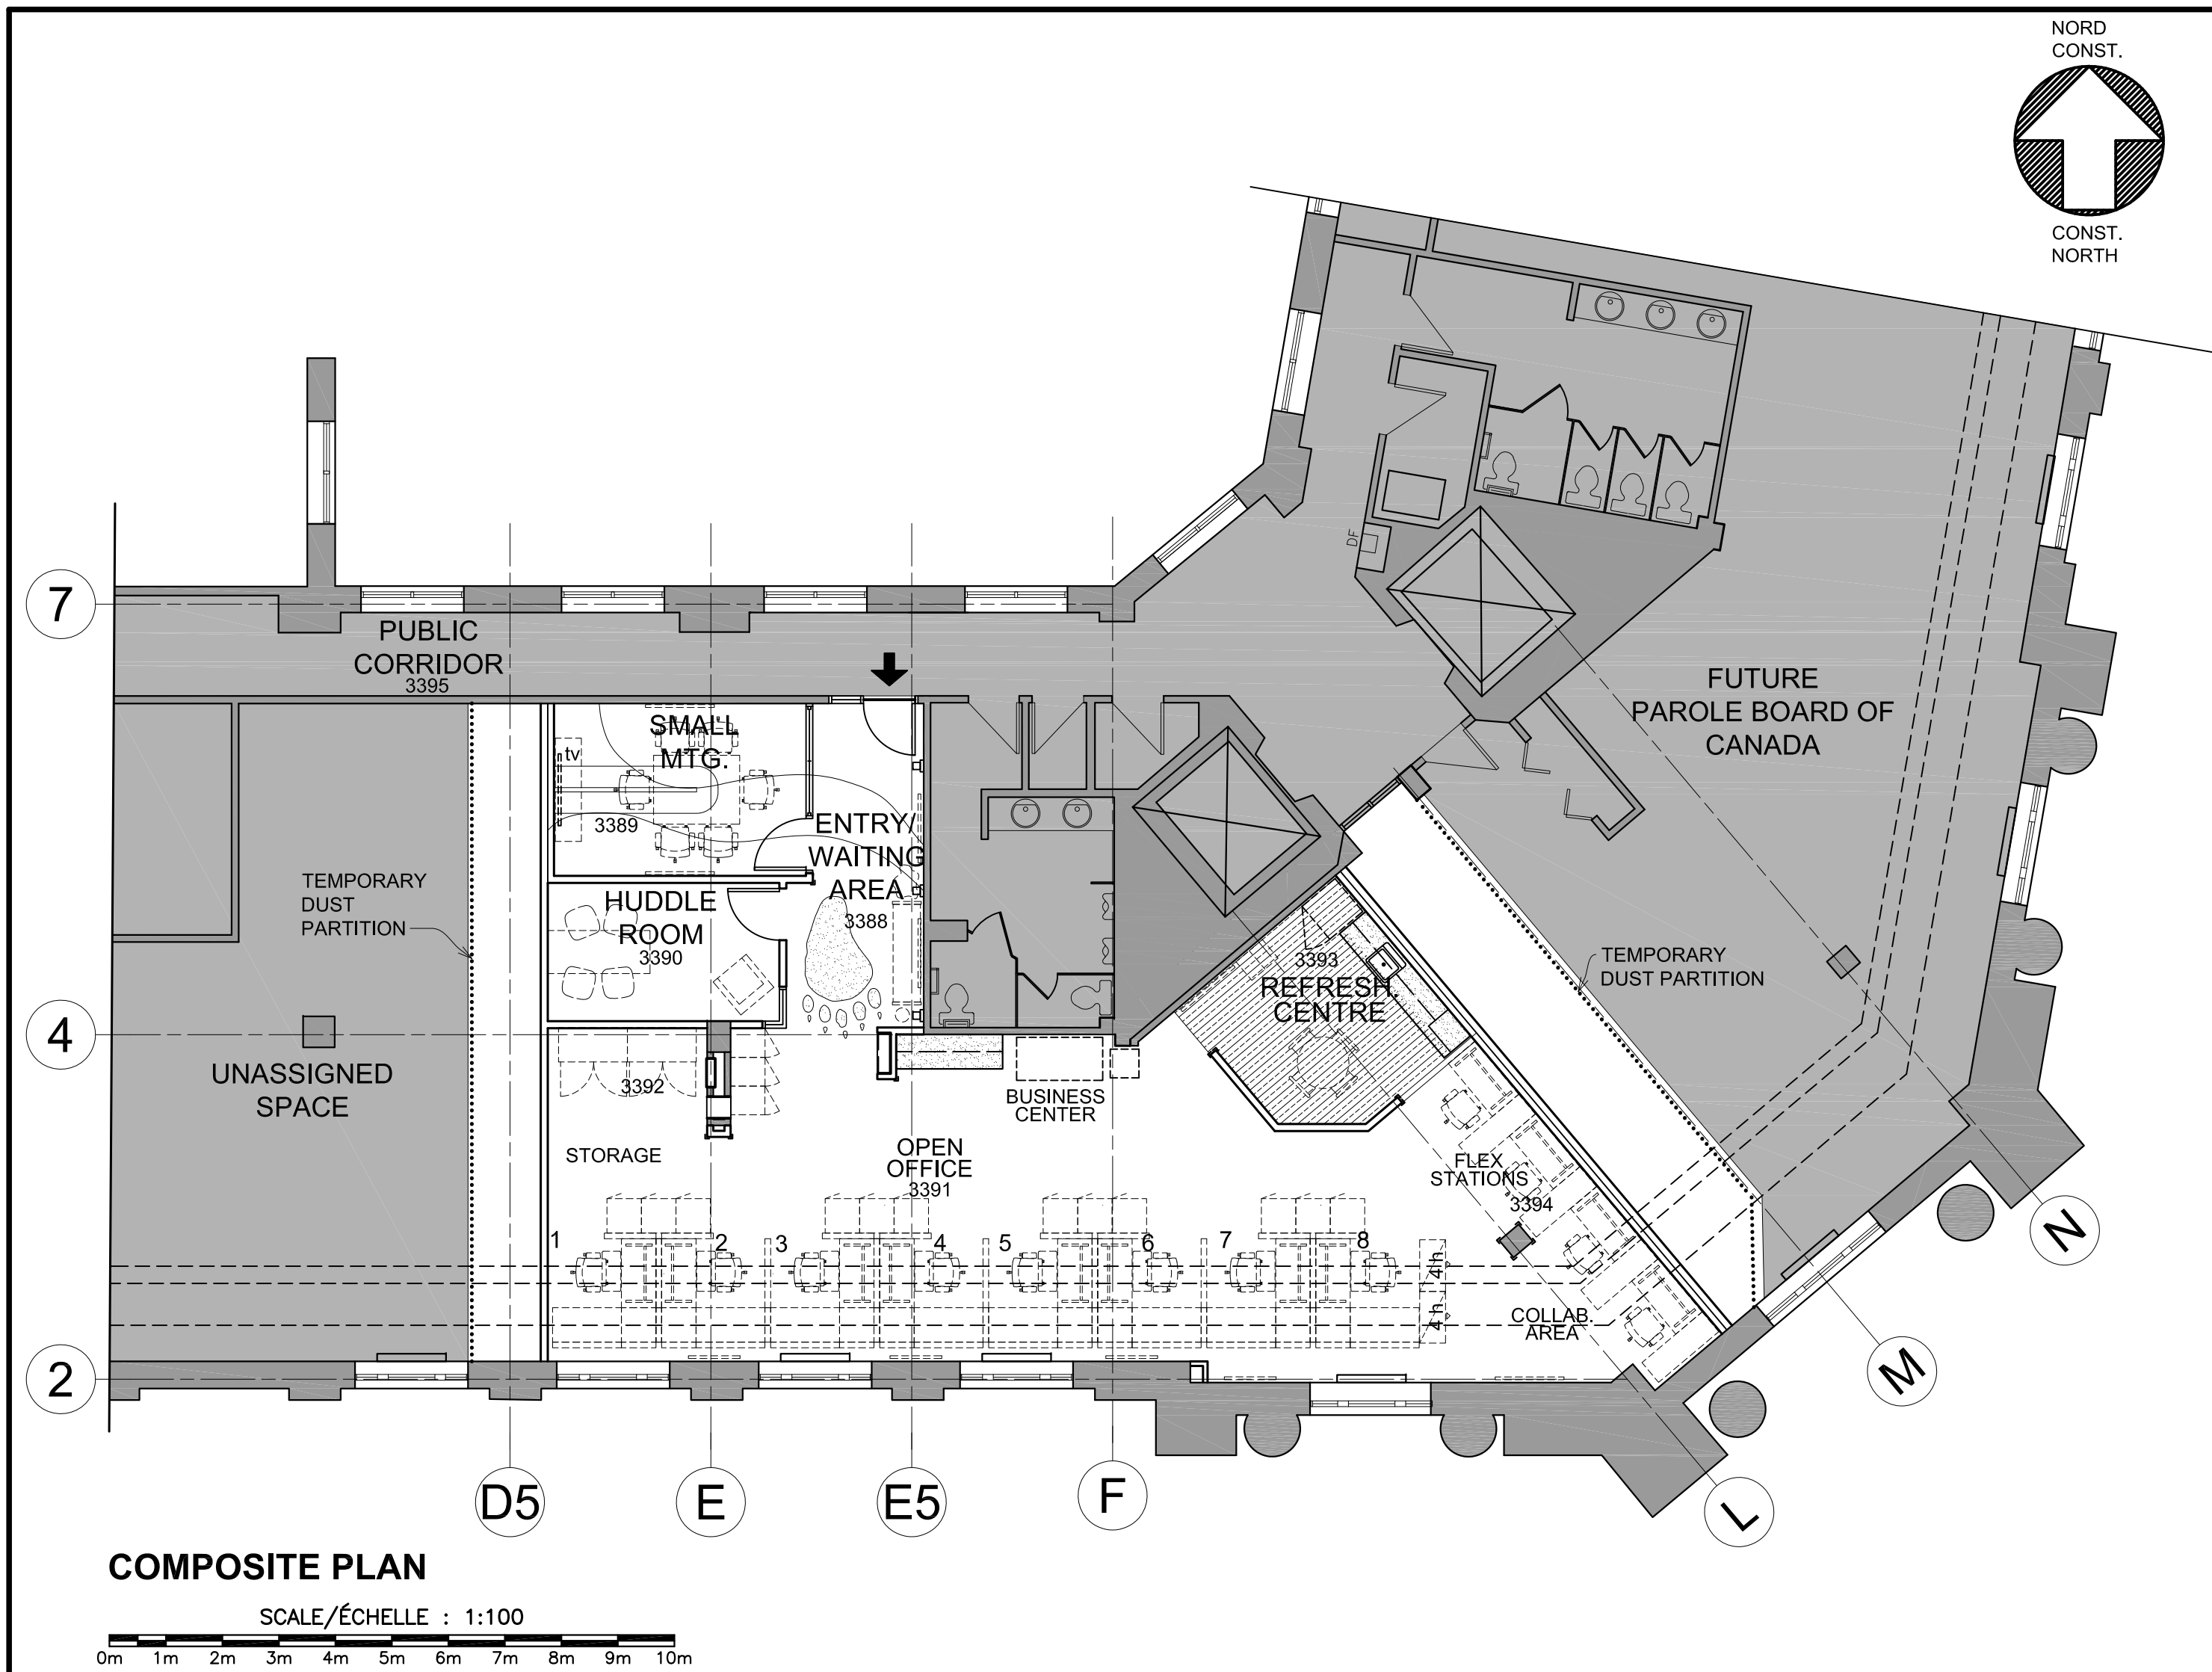 NORD
CONST.
CONST.
NORTH
7
PUBLIC
CORRIDOR
3395
DF
FUTURE
PAROLE BOARD OF
CANADA
SMALL
MTG.
tv
3389
ENTRY/
WAITING
AREA
3388
TEMPORARY
DUST
PARTITION
HUDDLE
ROOM
3390
3393
REFRESH.
CENTRE
TEMPORARY
DUST PARTITION
4
UNASSIGNED
SPACE
3392
BUSINESS
CENTER
STORAGE
OPEN
OFFICE
3391
FLEX
STATIONS
3394
1
2
3
4
5
6
7
8
4 h
4 h
COLLAB.
AREA
2
N
M
L
D5
E
E5
F
COMPOSITE PLAN
SCALE/ÉCHELLE : 1:100
0m 1m 2m 3m 4m 5m 6m 7m 8m 9m 10m